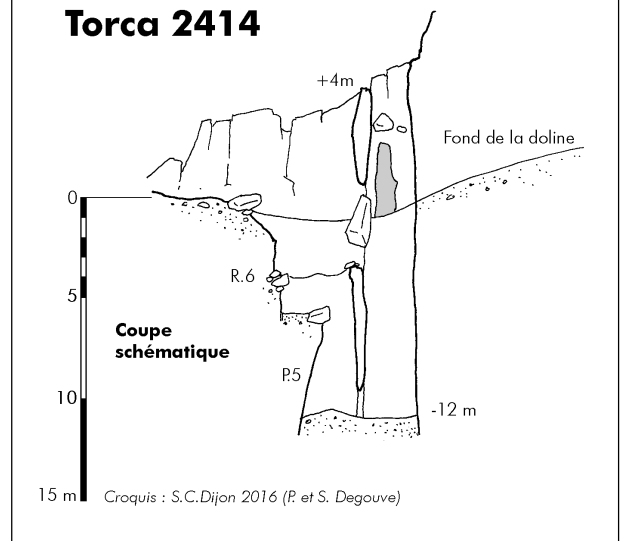 Torca 2414
+4m
Fond de la doline
0
R.6
5
Coupe
schématique
P.5
10
-12 m
15 m
Croquis : S.C.Dijon 2016 (P. et S. Degouve)